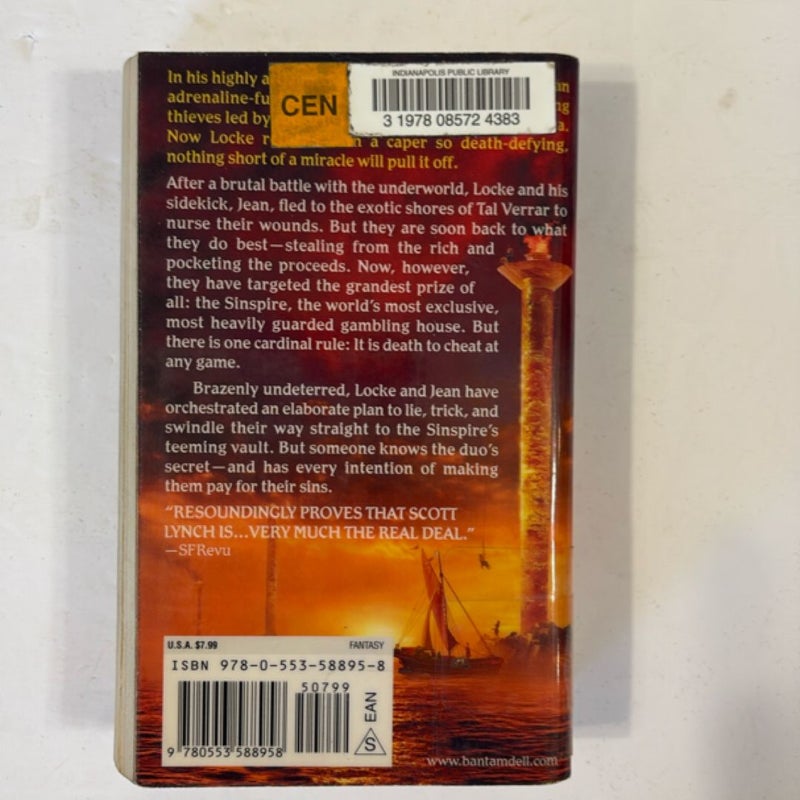 In his highly a
adrenaline-fu
thieves led by
Now Locke r
a caper so death-defying,
nothing short of a miracle will pull it off.
CEN
INDIANAPOLIS PUBLIC LIBRARY
3 1978 08572 4383
After a brutal battle with the underworld, Locke and his
sidekick, Jean, fled to the exotic shores of Tal Verrar to
nurse their wounds. But they are soon back to what
they do best—stealing from the rich and
pocketing the proceeds. Now, however,
they have targeted the grandest prize of
all: the Sinspire, the world's most exclusive,
most heavily guarded gambling house. But
there is one cardinal rule: It is death to cheat at
any game.
Brazenly undeterred, Locke and Jean have
orchestrated an elaborate plan to lie, trick, and
swindle their way straight to the Sinspire's
teeming vault. But someone knows the duo's
secret—and has every intention of making
them pay for their sins.
"RESOUNDINGLY PROVES THAT SCOTT
LYNCH IS...VERY MUCH THE REAL DEAL."
—SFRevu
U.S.A. $7.99 FANTASY
ISBN 978-0-553-58895-8
50799
EAN
S
9 780553 588958
www.bantamdell.com